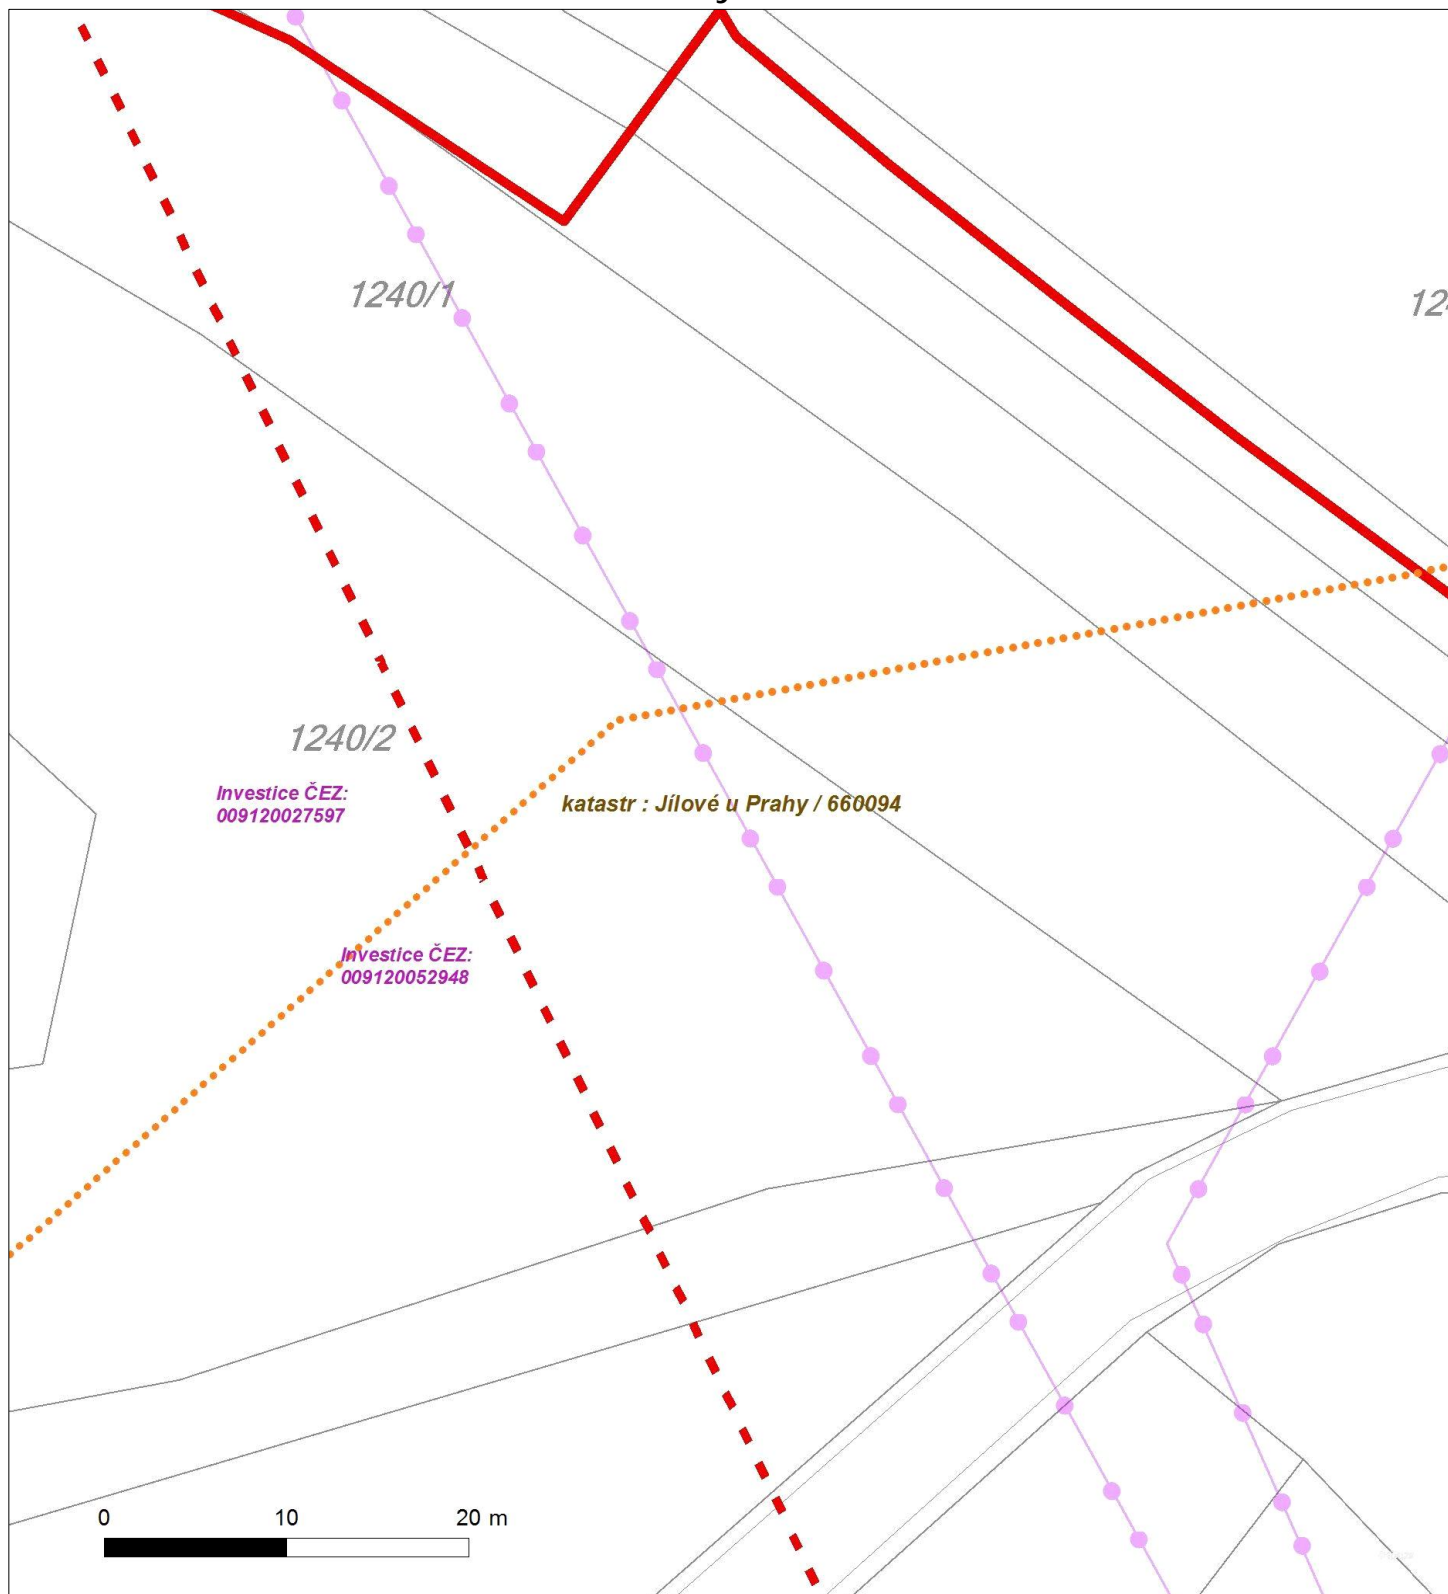 1240/1
1240/2
Investice ČEZ:
009120027597
katastr : Jílové u Prahy / 660094
Investice ČEZ:
009120052948
0 10 20 m